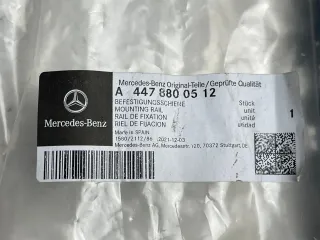 Mercedes-Benz Original-Teile / Geprüfte Qualität
A 447 880 05 12
BEFESTIGUNGSSCHIENE
MOUNTING RAIL
RAIL DE FIXATION
RIEL DE FIJACION
Stück
unit
unité
unidad
1
Mercedes-Benz
Made in SPAIN
Mercedes-Benz AG, Mercedesstr. 120, 70372 Stuttgart, DE